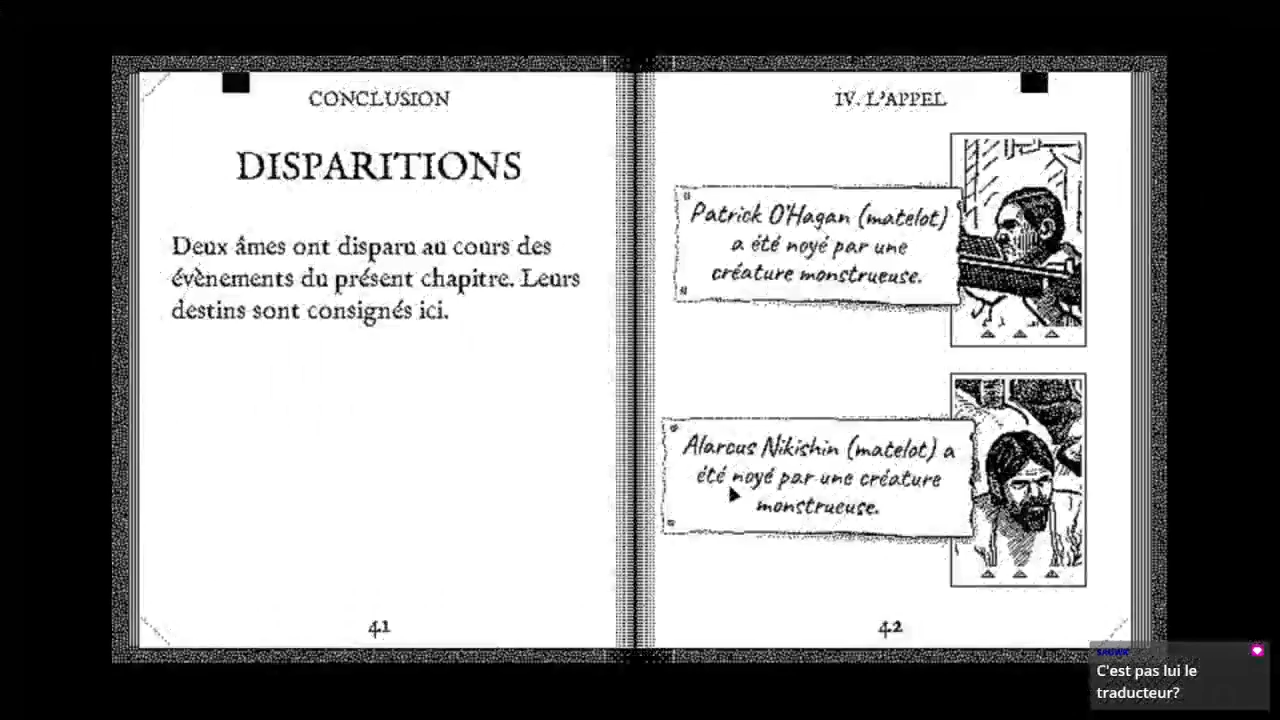 CONCLUSION
DISPARITIONS
Deux âmes ont disparu au cours des
évènements du présent chapitre. Leurs
destins sont consignés ici.
41
IV. L'APPEL
Patrick O'Hagan (matelot)
a été noyé par une
créature monstrueuse.
Alarcus Nikishin (matelot) a
été noyé par une créature
monstrueuse.
42
C'est pas lui le
traducteur?